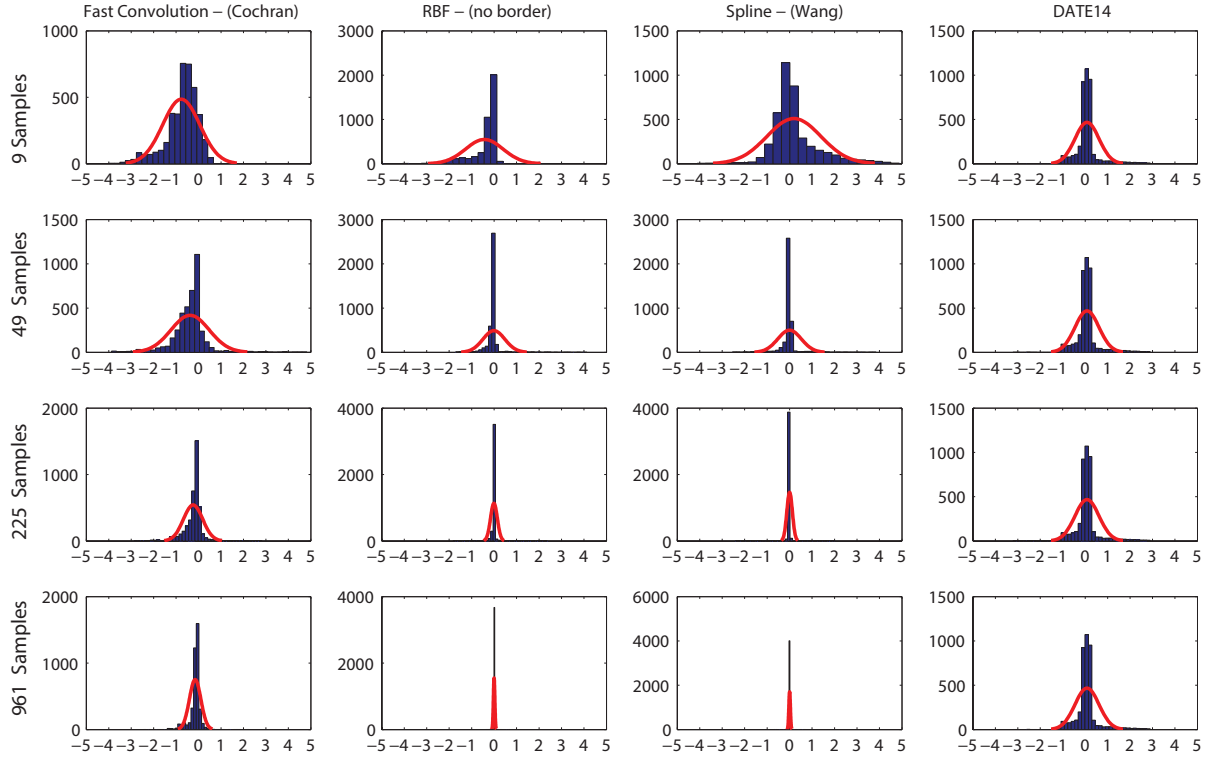 Fast Convolution − (Cochran) RBF − (no border) Spline − (Wang) DATE14
9 Samples
1000 500 0
−5 −4 −3 −2 −1 0 1 2 3 4 5
3000 2000 1000 0
−5 −4 −3 −2 −1 0 1 2 3 4 5
1500 1000 500 0
−5 −4 −3 −2 −1 0 1 2 3 4 5
1500 1000 500 0
−5 −4 −3 −2 −1 0 1 2 3 4 5
49 Samples
1500 1000 500 0
−5 −4 −3 −2 −1 0 1 2 3 4 5
3000 2000 1000 0
−5 −4 −3 −2 −1 0 1 2 3 4 5
3000 2000 1000 0
−5 −4 −3 −2 −1 0 1 2 3 4 5
1500 1000 500 0
−5 −4 −3 −2 −1 0 1 2 3 4 5
225 Samples
2000 1000 0
−5 −4 −3 −2 −1 0 1 2 3 4 5
4000 2000 0
−5 −4 −3 −2 −1 0 1 2 3 4 5
4000 2000 0
−5 −4 −3 −2 −1 0 1 2 3 4 5
1500 1000 500 0
−5 −4 −3 −2 −1 0 1 2 3 4 5
961 Samples
2000 1000 0
−5 −4 −3 −2 −1 0 1 2 3 4 5
4000 2000 0
−5 −4 −3 −2 −1 0 1 2 3 4 5
6000 4000 2000 0
−5 −4 −3 −2 −1 0 1 2 3 4 5
1500 1000 500 0
−5 −4 −3 −2 −1 0 1 2 3 4 5